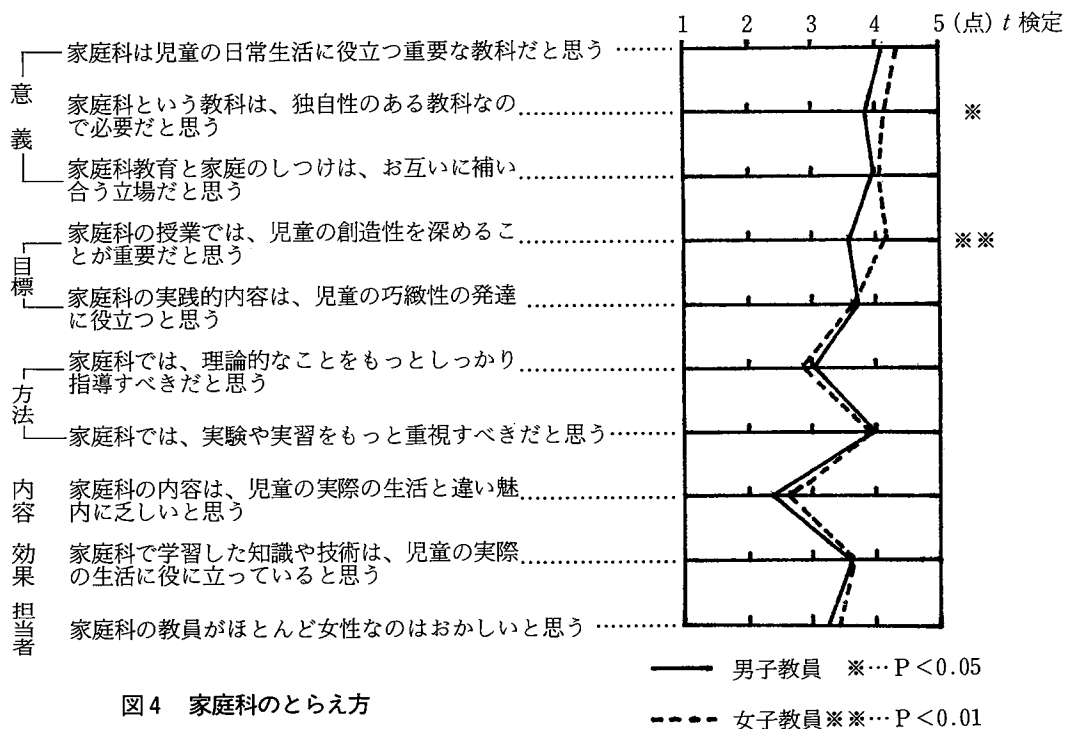 1 2 3 4 5 (点) t 検定
意義
家庭科は児童の日常生活に役立つ重要な教科だと思う
家庭科という教科は、独自性のある教科なの
で必要だと思う
※
家庭科教育と家庭のしつけは、お互いに補い
合う立場だと思う
目標
家庭科の授業では、児童の創造性を深めるこ
とが重要だと思う
※※
家庭科の実践的内容は、児童の巧緻性の発達
に役立つと思う
方法
家庭科では、理論的なことをもっとしっかり
指導すべきだと思う
家庭科では、実験や実習をもっと重視すべきだと思う
内容
家庭科の内容は、児童の実際の生活と違い魅
内に乏しいと思う
効果
家庭科で学習した知識や技術は、児童の実際
の生活に役に立っていると思う
担当者
家庭科の教員がほとんど女性なのはおかしいと思う
男子教員 ※…P<0.05
女子教員※※…P<0.01
図4 家庭科のとらえ方